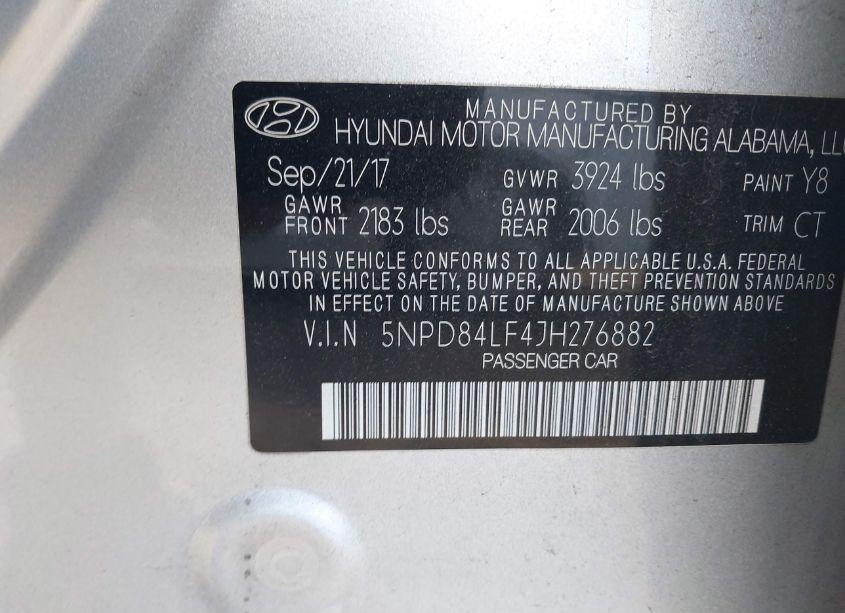 MANUFACTURED BY
HYUNDAI MOTOR MANUFACTURING ALABAMA, LLC
Sep/21/17 GVWR 3924 lbs PAINT Y8
GAWR FRONT 2183 lbs GAWR REAR 2006 lbs TRIM CT
THIS VEHICLE CONFORMS TO ALL APPLICABLE U.S.A. FEDERAL
MOTOR VEHICLE SAFETY, BUMPER, AND THEFT PREVENTION STANDARDS
IN EFFECT ON THE DATE OF MANUFACTURE SHOWN ABOVE
V.I.N 5NPD84LF4JH276882
PASSENGER CAR